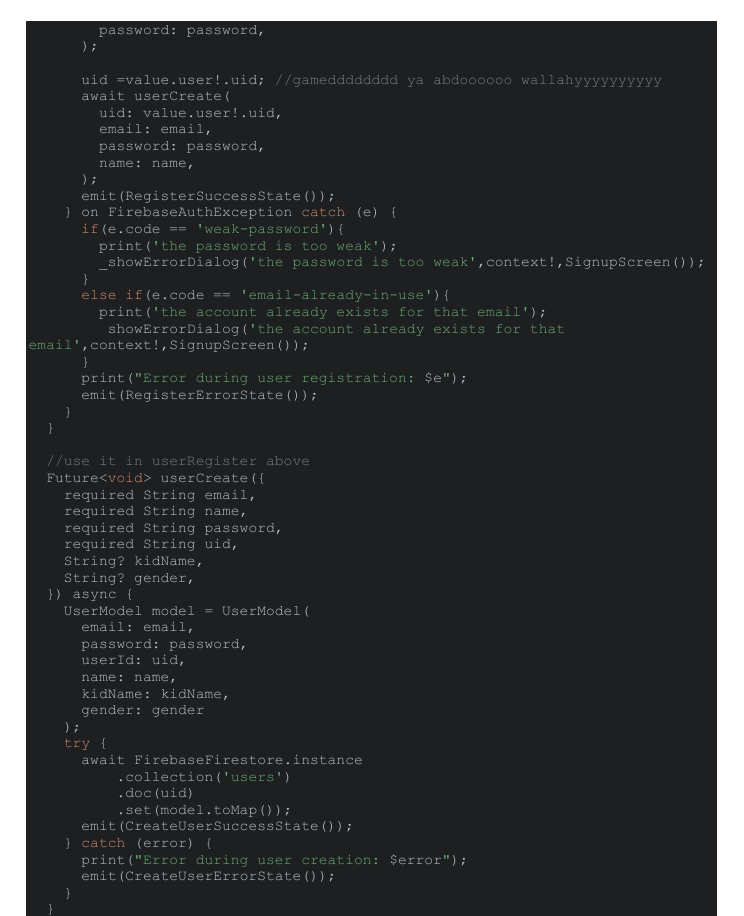 password: password,
);
uid =value.user!.uid; //gamedddddddd ya abdoooooo wallahyyyyyyyyyy
await userCreate(
uid: value.user!.uid,
email: email,
password: password,
name: name,
);
emit(RegisterSuccessState());
} on FirebaseAuthException catch (e) {
if(e.code == 'weak-password'){
print('the password is too weak');
_showErrorDialog('the password is too weak',context!,SignupScreen());
}
else if(e.code == 'email-already-in-use'){
print('the account already exists for that email');
_showErrorDialog('the account already exists for that
email',context!,SignupScreen());
}
print("Error during user registration: $e");
emit(RegisterErrorState());
}
}
//use it in userRegister above
Future<void> userCreate({
required String email,
required String name,
required String password,
required String uid,
String? kidName,
String? gender,
}) async {
UserModel model = UserModel(
email: email,
password: password,
userId: uid,
name: name,
kidName: kidName,
gender: gender
);
try {
await FirebaseFirestore.instance
.collection('users')
.doc(uid)
.set(model.toMap());
emit(CreateUserSuccessState());
} catch (error) {
print("Error during user creation: $error");
emit(CreateUserErrorState());
}
}